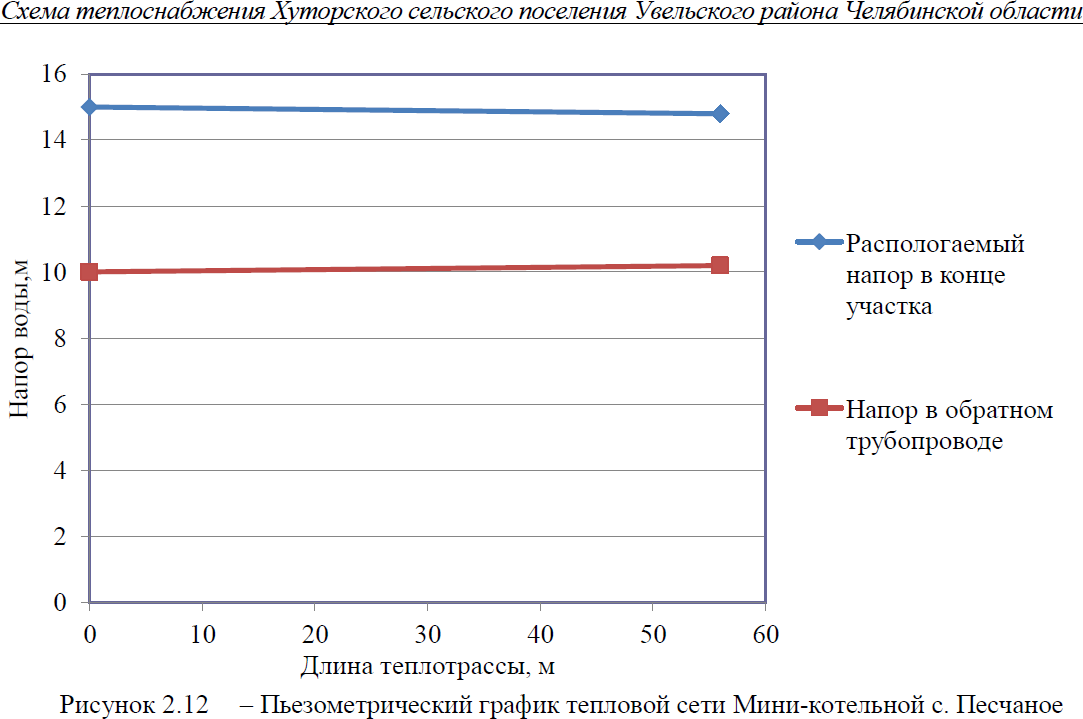 Схема теплоснабжения Хуторского сельского поселения Увельского района Челябинской области
16
14
12
10
8
6
4
2
0
Напор воды,м
0 10 20 30 40 50 60
Длина теплотрассы, м
Распологаемый
напор в конце
участка
Напор в обратном
трубопроводе
Рисунок 2.12 – Пьезометрический график тепловой сети Мини-котельной с. Песчаное